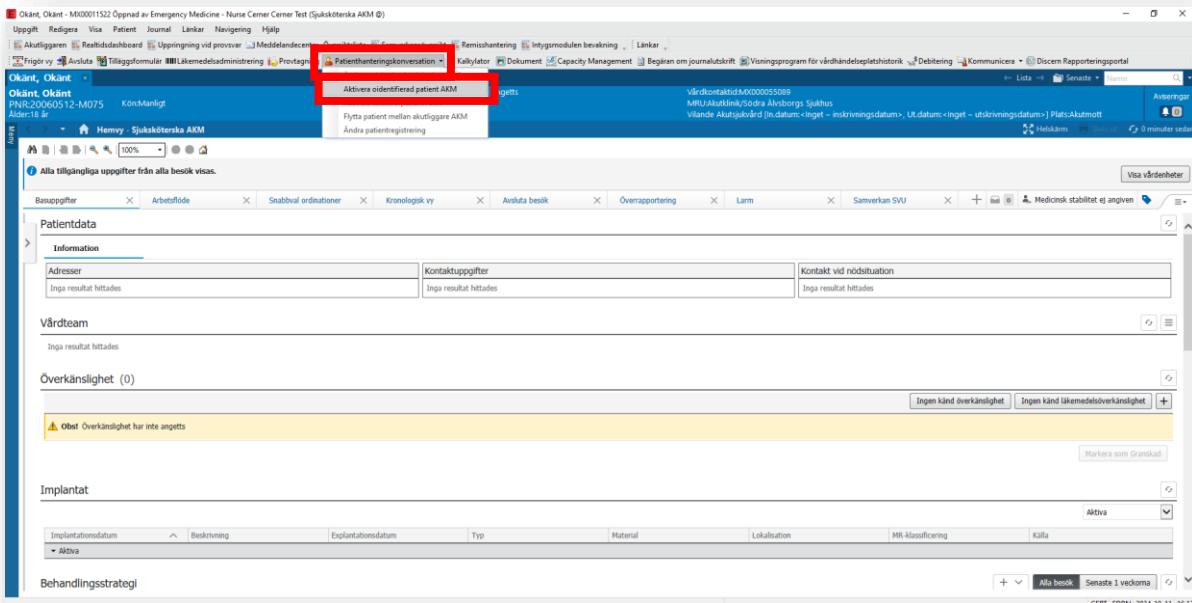 Okänt, Okänt - MX00011522 Öppnad av Emergency Medicine - Nurse Cerner Cerner Test (Sjuksköterska AKM @)
Uppgift Redigera Visa Patient Journal Länkar Navigering Hjälp
Akutliggaren Realtidsdashboard Uppringning vid provsvar Meddelandecenter Remisshantering Intygsmodulen bevakning Länkar
Frigör vy Avsluta Tilläggsformulär Läkemedelsadministrering Provtagning Patienthanteringskonversation Kalkylator Dokument Capacity Management Begäran om journalutskrift Visningsprogram för vårdhändelseplatshistorik Debitering Kommunicera Discern Rapporteringsportal
Aktivera oidentifierad patient AKM
Flytta patient mellan akutliggare AKM
Ändra patientregistrering
Okänt, Okänt
Lista Senaste Namn
Okänt, Okänt
PNR:20060512-M075 Kön:Manligt
Ålder:18 år
Vårdkontaktid:MX000055089
MRU:Akutklinik/Södra Älvsborgs Sjukhus
Vilande Akutsjukvård [In.datum:<Inget – inskrivningsdatum>, Ut.datum:<Inget – utskrivningsdatum>] Plats:Akutmott
Aviseringar
0
Meny
Hemvy - Sjuksköterska AKM
Helskärm
0 minuter sedan
100%
Alla tillgängliga uppgifter från alla besök visas.
Visa vårdenheter
Basuppgifter Arbetsflöde Snabbval ordinationer Kronologisk vy Avsluta besök Överrapportering Larm Samverkan SVU Medicinsk stabilitet ej angiven
Patientdata
Information
Adresser Kontaktuppgifter Kontakt vid nödsituation
Inga resultat hittades Inga resultat hittades Inga resultat hittades
Vårdteam
Inga resultat hittades
Överkänslighet (0)
Ingen känd överkänslighet Ingen känd läkemedelsöverkänslighet +
Obs! Överkänslighet har inte angetts
Markera som Granskad
Implantat
Aktiva
Implantationsdatum Beskrivning Explantationsdatum Typ Material Lokalisation MR-klassificering Källa
Aktiva
Behandlingsstrategi
Alla besök Senaste 1 veckorna